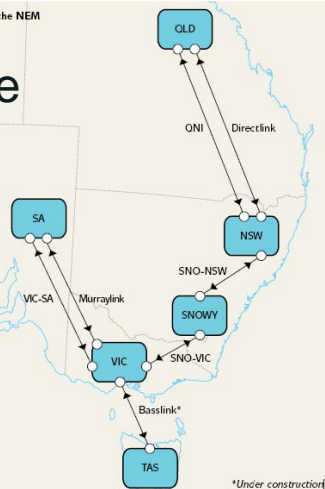 the NEM
e
QLD
QNI
Directlink
SA
NSW
SNO-NSW
VIC-SA
Murraylink
SNOWY
VIC
SNO-VIC
Basslink*
TAS
*Under construction